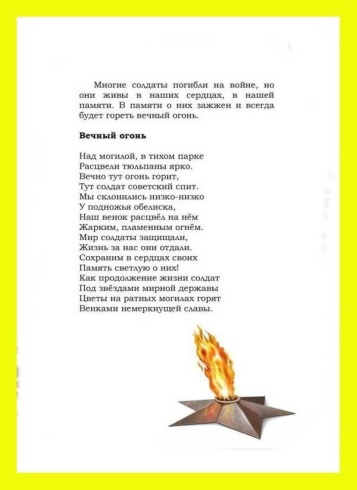 Многие солдаты погибли на войне, но
они живы в наших сердцах, в нашей
памяти. В памяти о них зажжен и всегда
будет гореть вечный огонь.
Вечный огонь
Над могилой, в тихом парке
Расцвели тюльпаны ярко.
Вечно тут огонь горит,
Тут солдат советский спит.
Мы склонились низко-низко
У подножья обелиска,
Наш венок расцвёл на нём
Жарким, пламенным огнём.
Мир солдаты защищали,
Жизнь за нас они отдали.
Сохраним в сердцах своих
Память светлую о них!
Как продолжение жизни солдат
Под звёздами мирной державы
Цветы на ратных могилах горят
Венками немеркнущей славы.